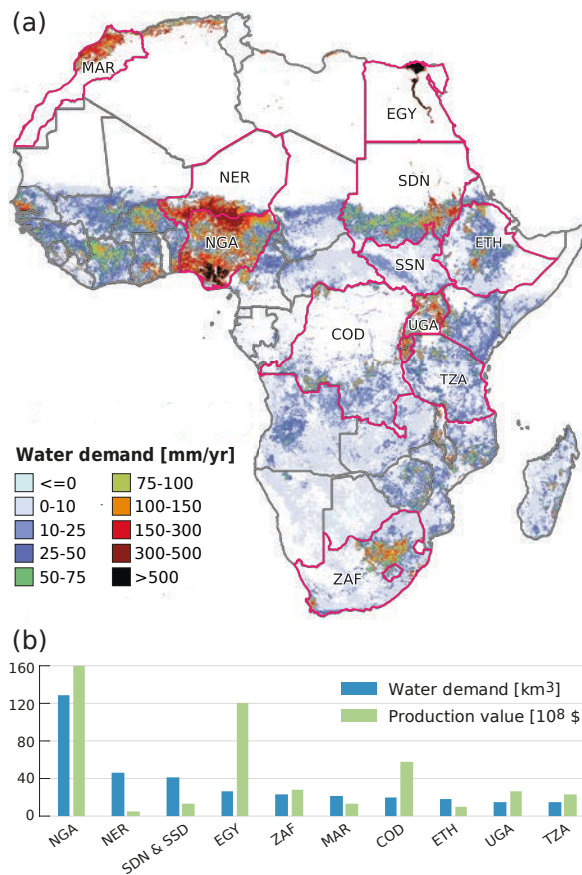 (a)
MAR
EGY
NER
SDN
NGA
ETH
SSN
UGA
COD
TZA
ZAF
Water demand [mm/yr]
<=0
0-10
10-25
25-50
50-75
75-100
100-150
150-300
300-500
>500
(b)
160
120
80
40
0
Water demand [km³]
Production value [10⁸ $]
NGA
NER
SDN & SSD
EGY
ZAF
MAR
COD
ETH
UGA
TZA